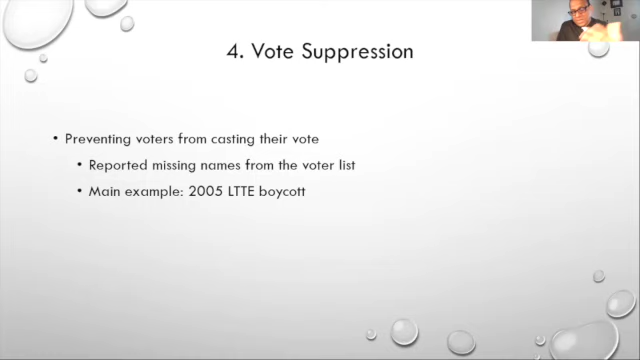 4. Vote Suppression
• Preventing voters from casting their vote
• Reported missing names from the voter list
• Main example: 2005 LTTE boycott